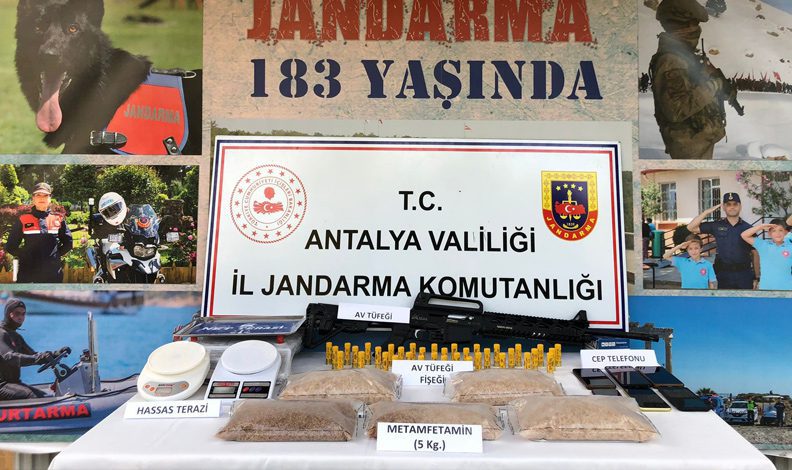 JANDARMA
183 YAŞINDA
JANDARMA
T.C.
ANTALYA VALİLİĞİ
İL JANDARMA KOMUTANLIĞI
JANDARMA
AV TÜFEĞİ
AV TÜFEĞİ
FİŞEĞİ
CEP TELEFONU
HASSAS TERAZİ
METAMFETAMİN
(5 Kg.)